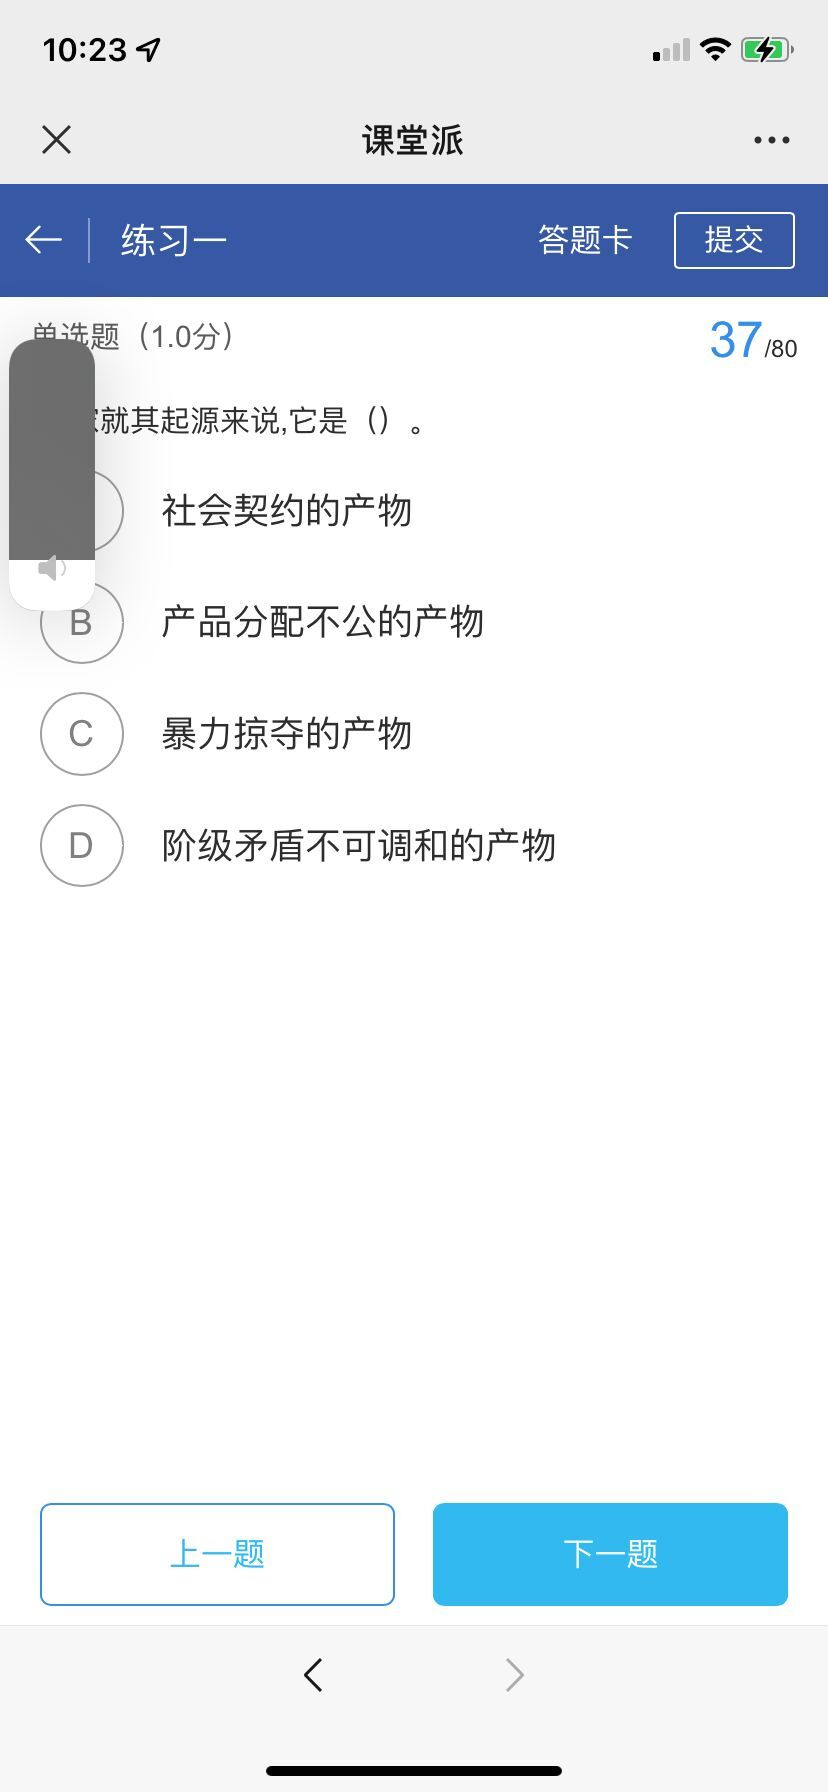 10:23
课堂派
练习一
答题卡
提交
单选题（1.0分）
37/80
就其起源来说,它是（）。
社会契约的产物
B
产品分配不公的产物
C
暴力掠夺的产物
D
阶级矛盾不可调和的产物
上一题
下一题